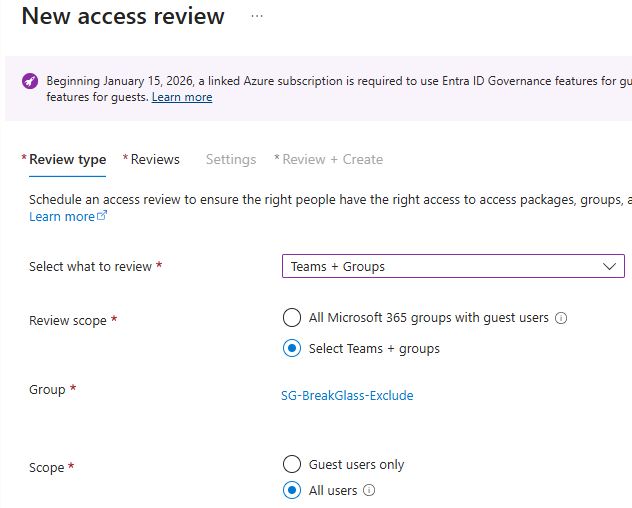 New access review ...
Beginning January 15, 2026, a linked Azure subscription is required to use Entra ID Governance features for
features for guests. Learn more
*Review type *Reviews Settings *Review + Create
Schedule an access review to ensure the right people have the right access to access packages, groups,
Learn more
Select what to review *
Teams + Groups
Review scope *
All Microsoft 365 groups with guest users
Select Teams + groups
Group *
SG-BreakGlass-Exclude
Scope *
Guest users only
All users